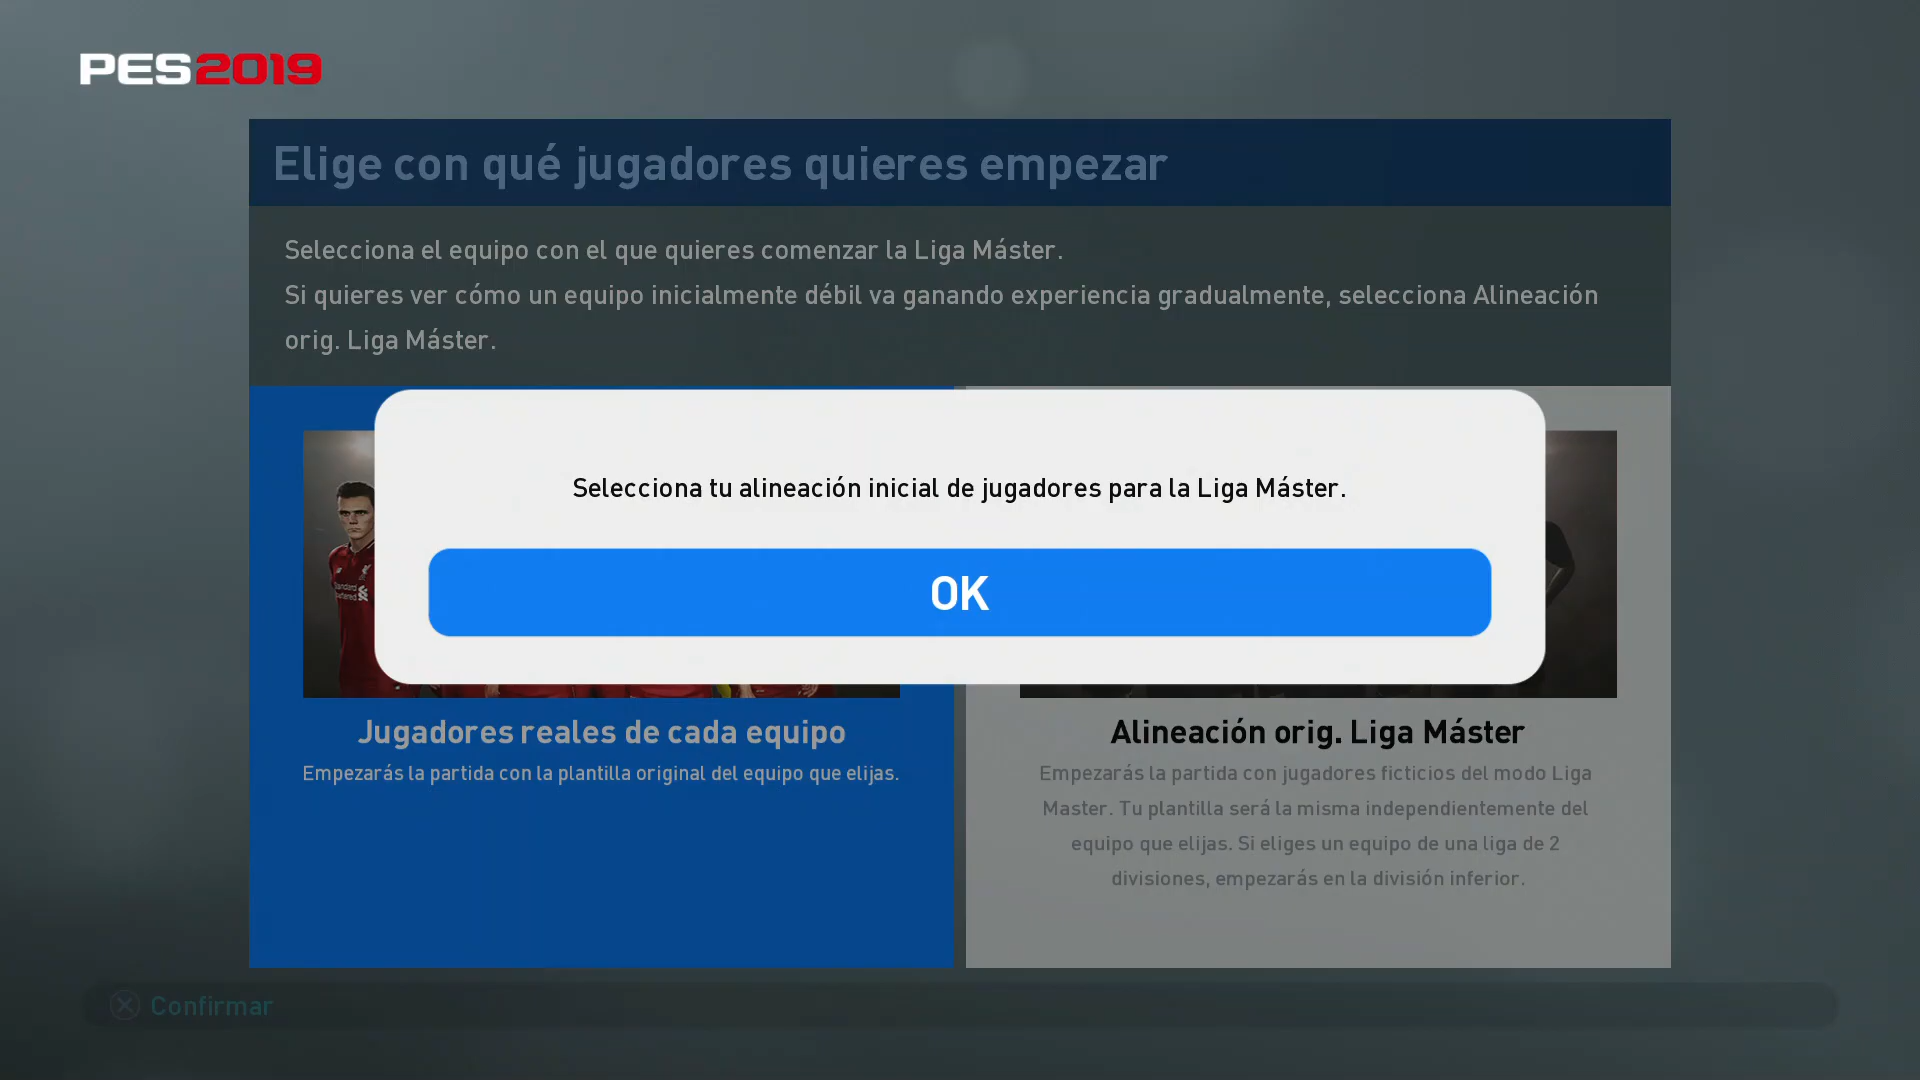 PES2019
Elige con qué jugadores quieres empezar
Selecciona el equipo con el que quieres comenzar la Liga Máster.
Si quieres ver cómo un equipo inicialmente débil va ganando experiencia gradualmente, selecciona Alineación
orig. Liga Máster.
Selecciona tu alineación inicial de jugadores para la Liga Máster.
OK
Standard
Chartered
Jugadores reales de cada equipo
Empezarás la partida con la plantilla original del equipo que elijas.
Alineación orig. Liga Máster
Empezarás la partida con jugadores ficticios del modo Liga
Master. Tu plantilla será la misma independientemente del
equipo que elijas. Si eliges un equipo de una liga de 2
divisiones, empezarás en la división inferior.
Confirmar